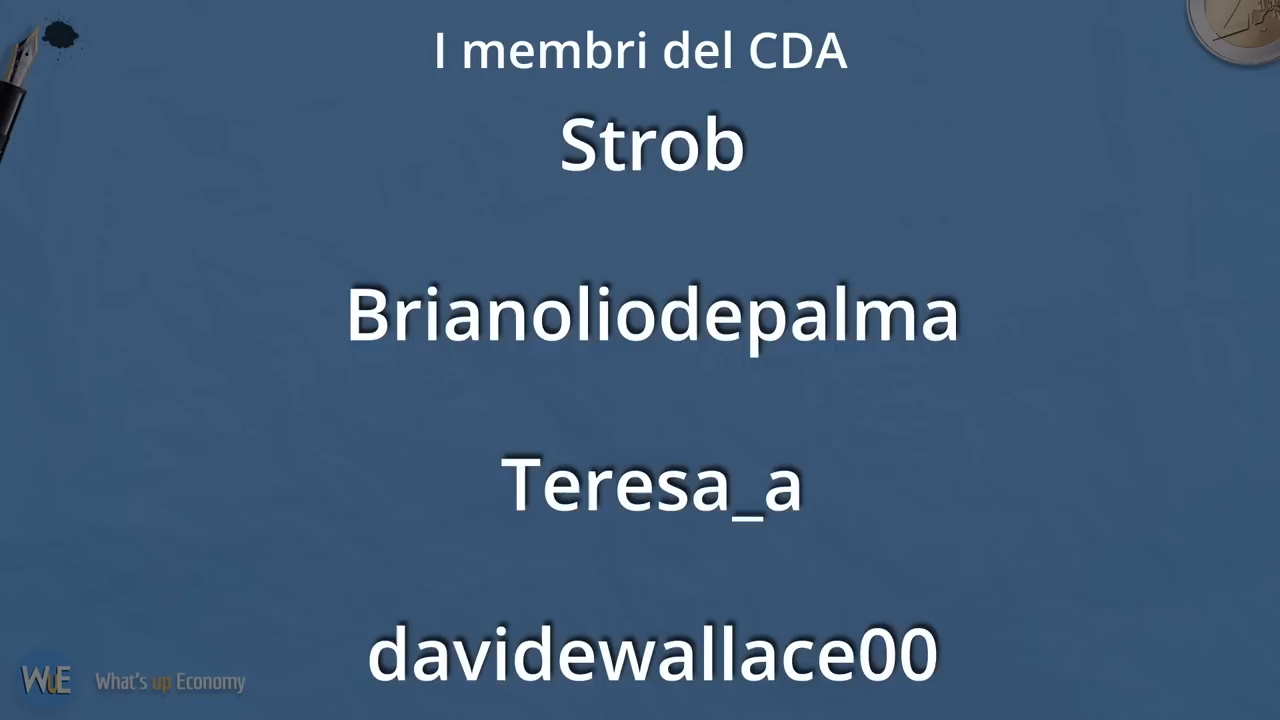 I membri del CDA
Strob
Brianoliodepalma
Teresa_a
davidewallace00
WuE What's up Economy